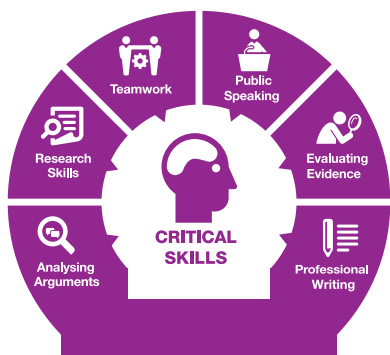 Teamwork
Public
Speaking
Research
Skills
Evaluating
Evidence
CRITICAL
SKILLS
Analysing
Arguments
Professional
Writing